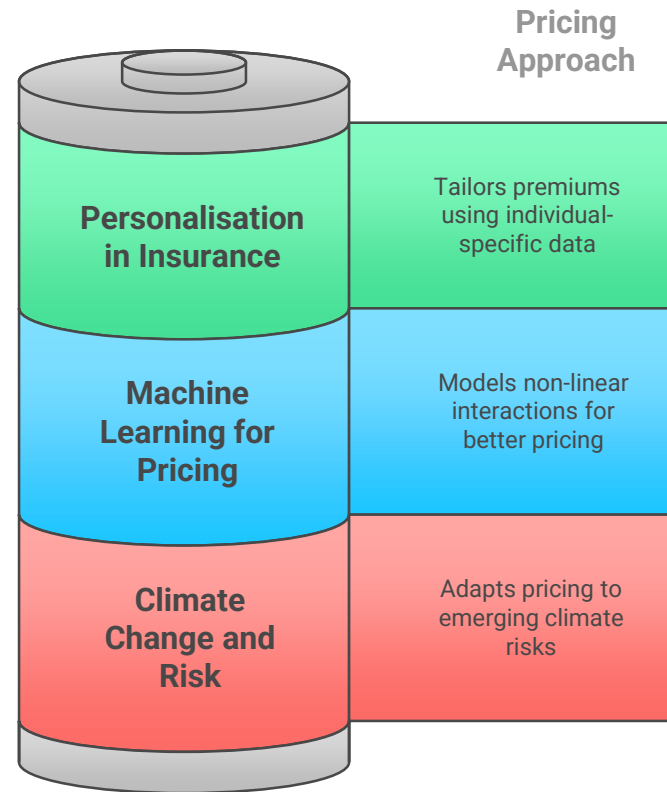 Pricing
Approach
Personalisation
in Insurance
Tailors premiums
using individual-
specific data
Machine
Learning for
Pricing
Models non-linear
interactions for
better pricing
Climate
Change and
Risk
Adapts pricing to
emerging climate
risks